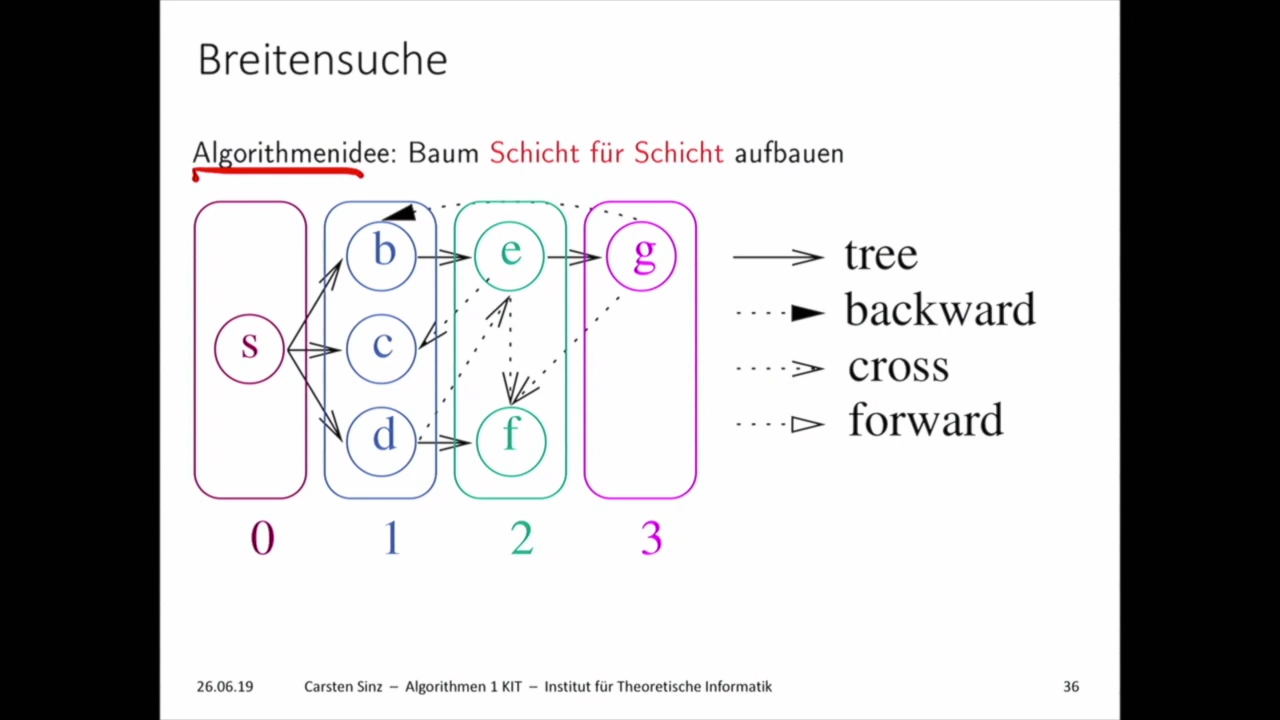 Breitensuche
Algorithmenidee: Baum Schicht für Schicht aufbauen
b e g
s c
d f
tree
backward
cross
forward
0 1 2 3
26.06.19 Carsten Sinz – Algorithmen 1 KIT – Institut für Theoretische Informatik 36